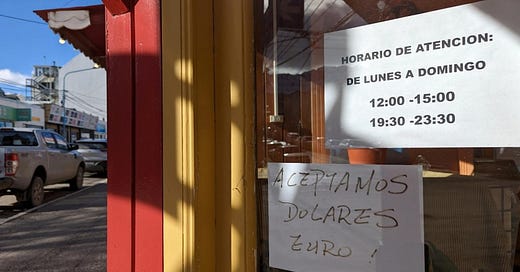 HORARIO DE ATENCION:
DE LUNES A DOMINGO
12:00 -15:00
19:30 -23:30
ACEPTAMOS
DOLARES
EURO!